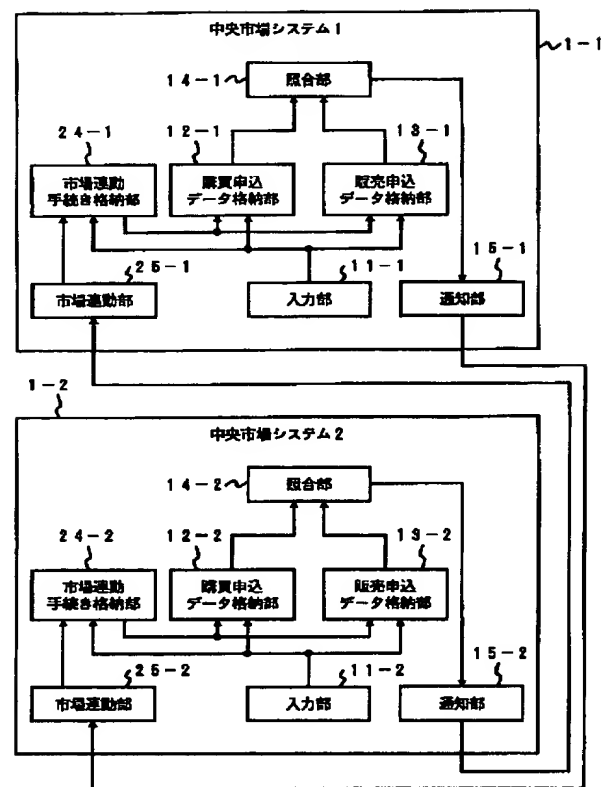 中央市場システム1
1-1
14-1
照合部
24-1
12-1
13-1
市場連動
手続き格納部
購買申込
データ格納部
販売申込
データ格納部
25-1
11-1
15-1
市場連動部
入力部
通知部
1-2
中央市場システム2
14-2
照合部
24-2
12-2
13-2
市場連動
手続き格納部
購買申込
データ格納部
販売申込
データ格納部
25-2
11-2
15-2
市場連動部
入力部
通知部